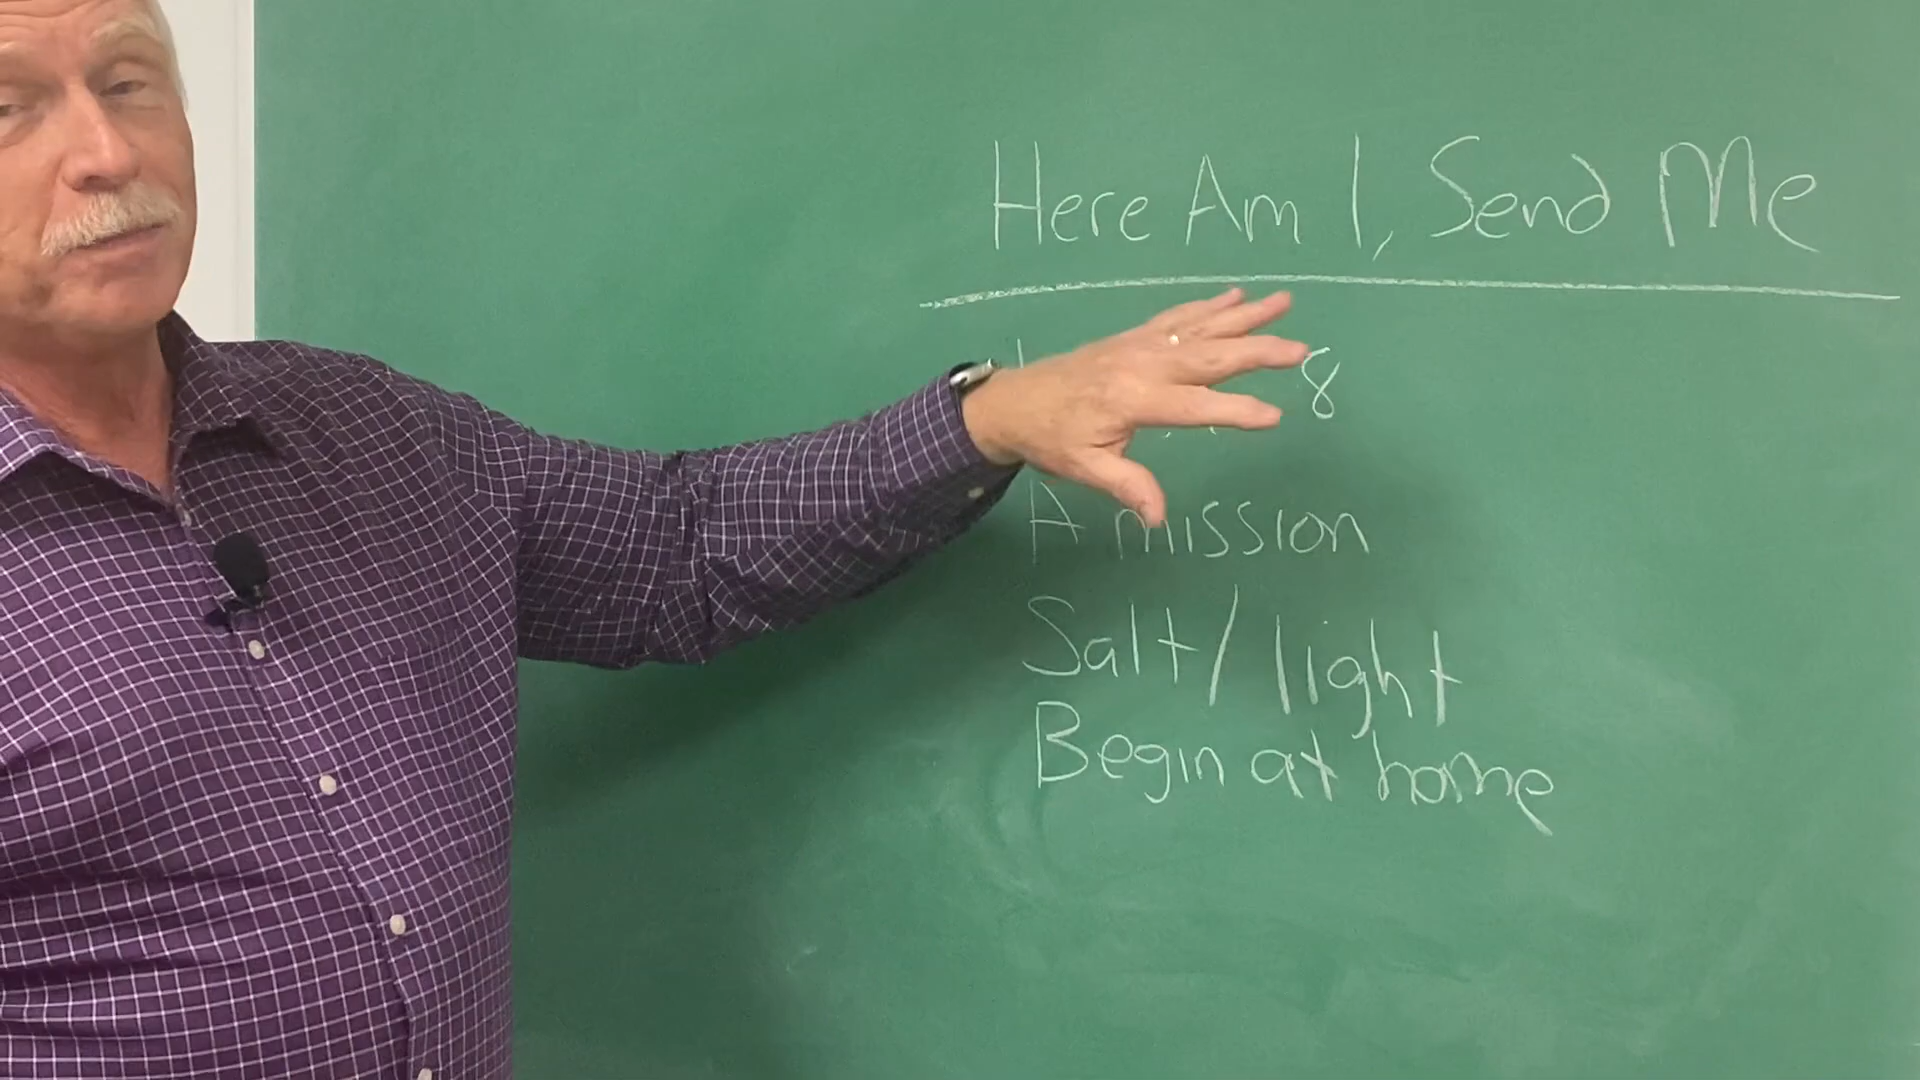 Here Am I, Send Me
8
A mission
Salt/light
Begin at home